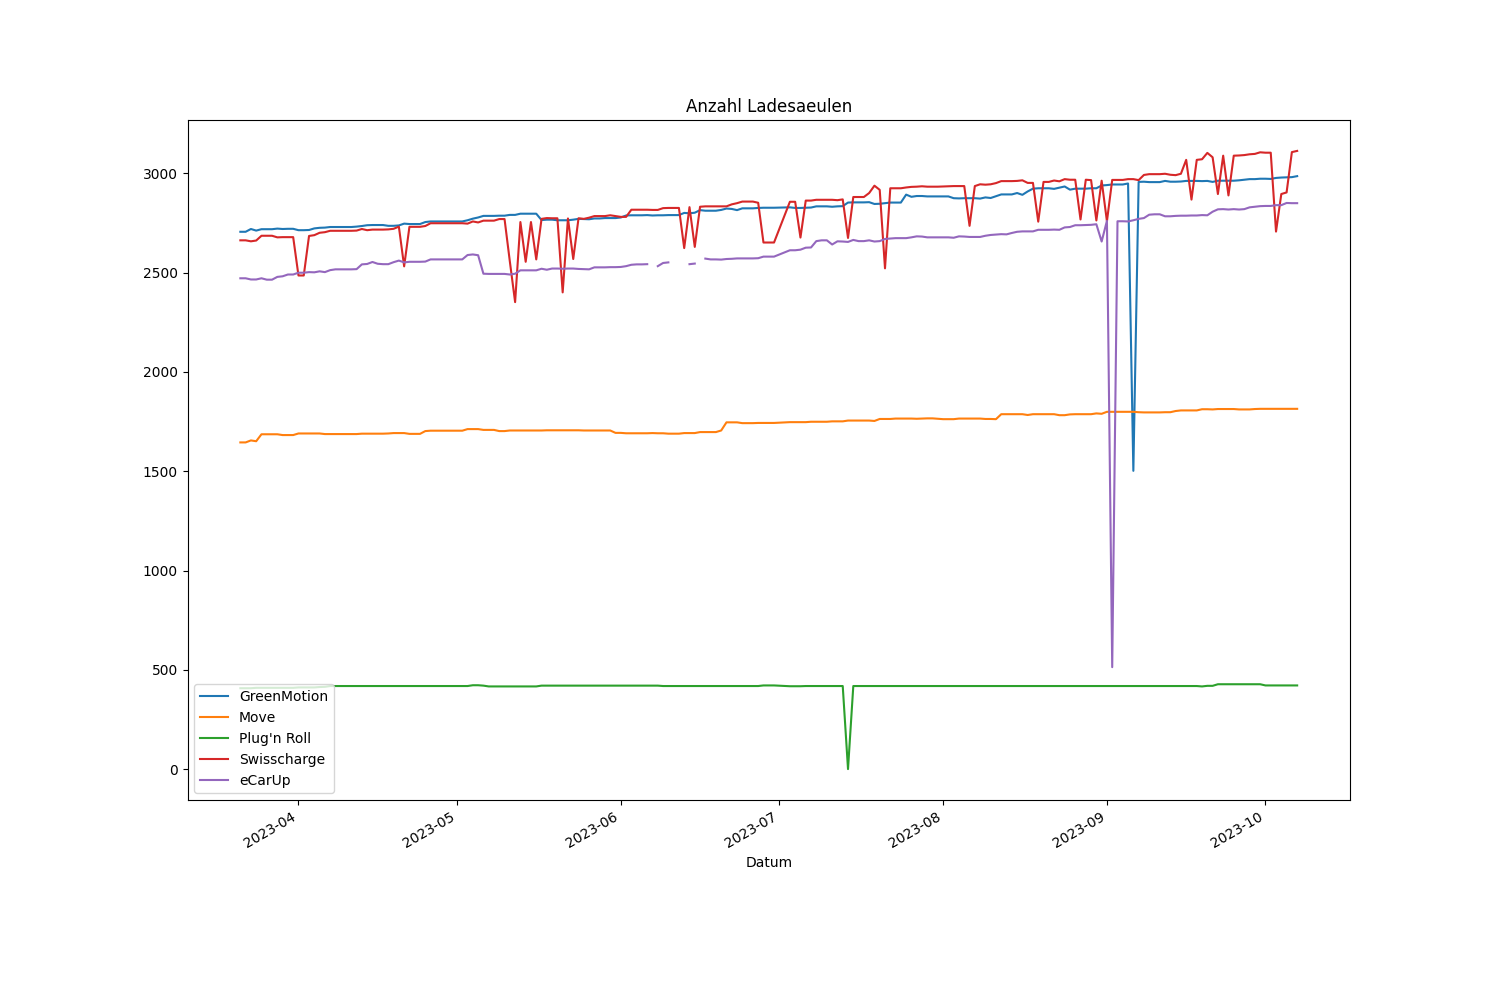 Anzahl Ladesaeulen
3000
2500
2000
1500
1000
500
0
GreenMotion
Move
Plug'n Roll
Swisscharge
eCarUp
2023-04
2023-05
2023-06
2023-07
2023-08
2023-09
2023-10
Datum